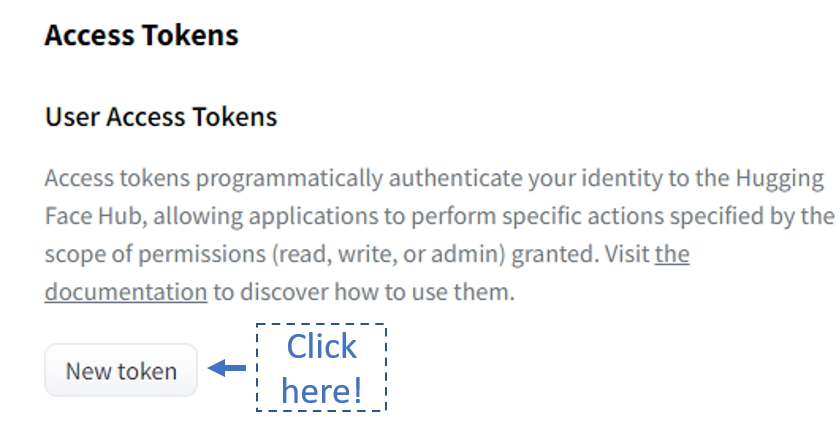 Access Tokens
User Access Tokens
Access tokens programmatically authenticate your identity to the Hugging
Face Hub, allowing applications to perform specific actions specified by the
scope of permissions (read, write, or admin) granted. Visit the
documentation to discover how to use them.
New token
Click
here!